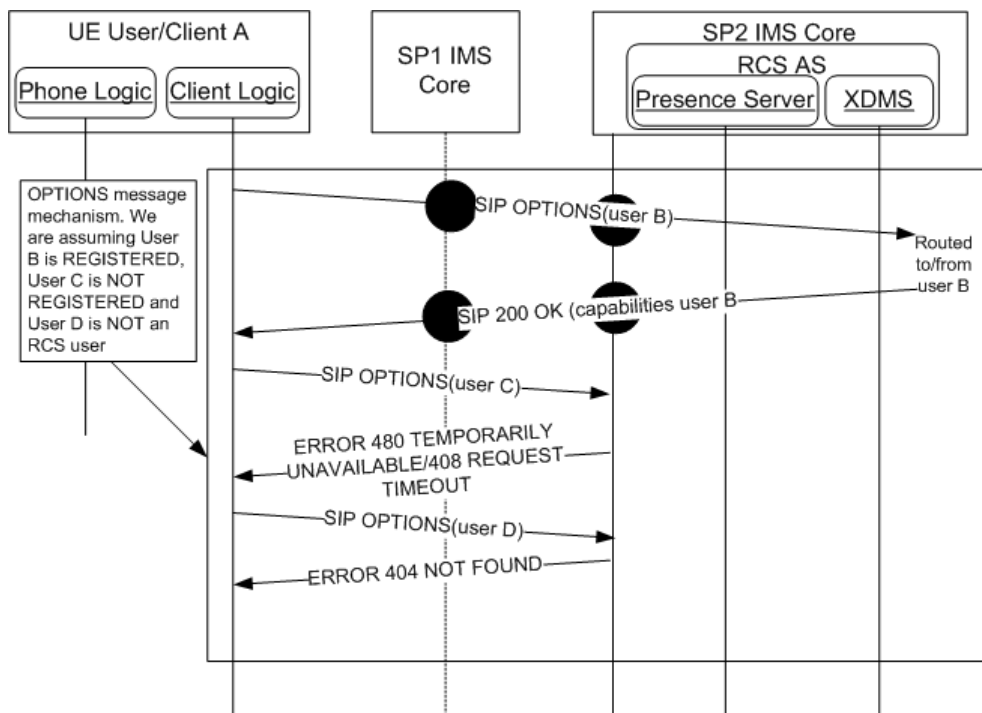 UE User/Client A
Phone Logic
Client Logic
SP1 IMS
Core
SP2 IMS Core
RCS AS
Presence Server
XDMS
OPTIONS message
mechanism. We
are assuming User
B is REGISTERED,
User C is NOT
REGISTERED and
User D is NOT an
RCS user
SIP OPTIONS(user B)
Routed
to/from
user B
SIP 200 OK (capabilities user B
SIP OPTIONS(user C)
ERROR 480 TEMPORARILY
UNAVAILABLE/408 REQUEST
TIMEOUT
SIP OPTIONS(user D)
ERROR 404 NOT FOUND